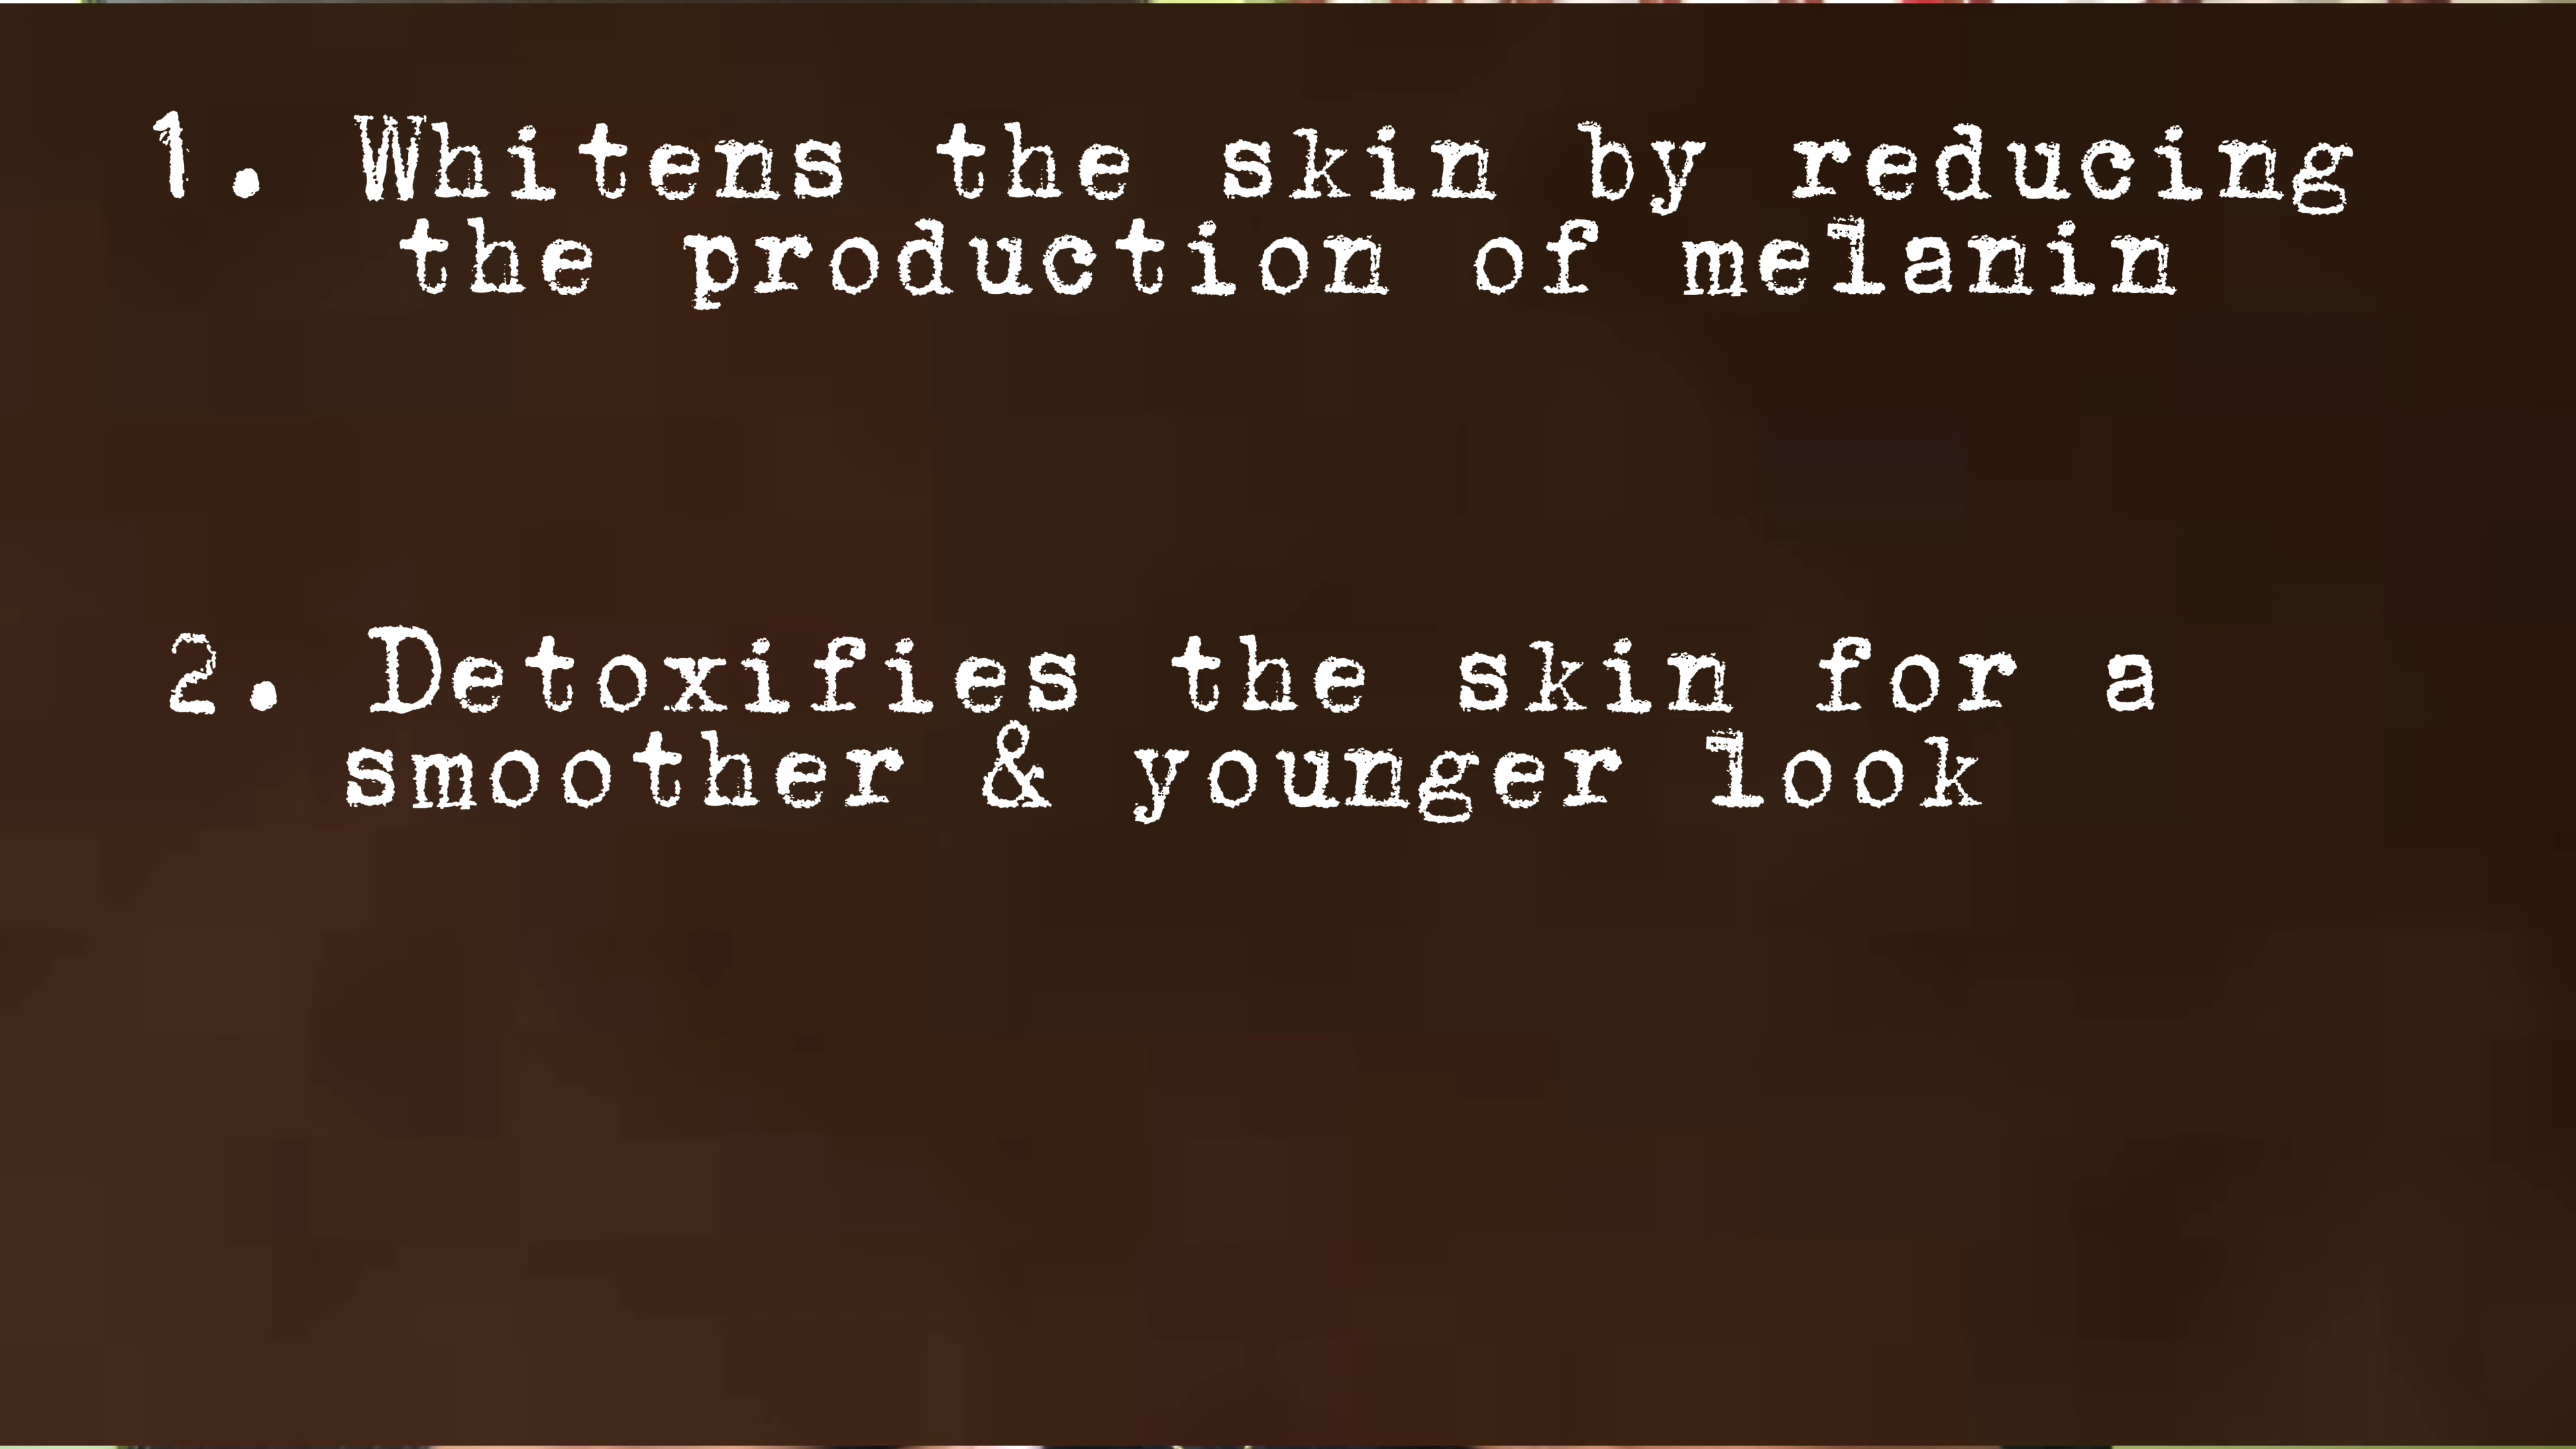 1. Whitens the skin by reducing
the production of melanin
2. Detoxifies the skin for a
smoother & younger look